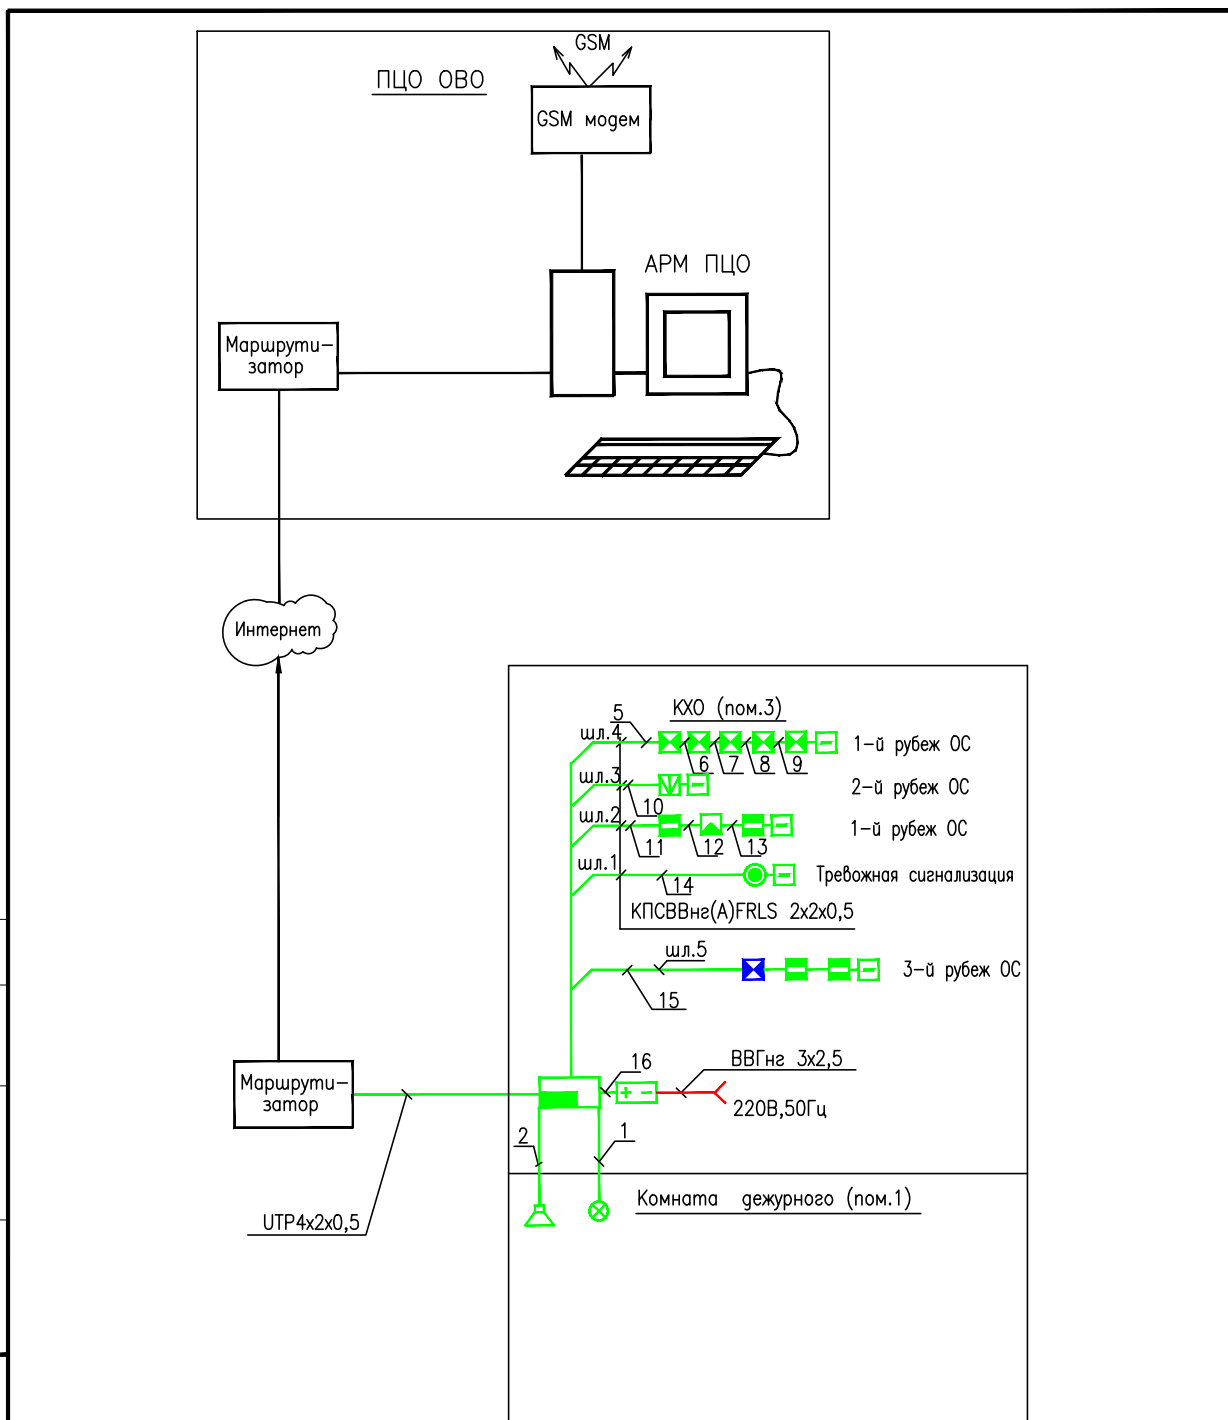 GSM
ПЦО ОВО
GSM модем
АРМ ПЦО
Маршрути-
затор
Интернет
КХО (пом.3)
5
шл.4
6
7
8
9
1-й рубеж ОС
шл.3
10
2-й рубеж ОС
шл.2
11
12
13
1-й рубеж ОС
шл.1
14
Тревожная сигнализация
КПСВВнг(А)FRLS 2х2х0,5
шл.5
15
3-й рубеж ОС
16
ВВГнг 3х2,5
220В,50Гц
Маршрути-
затор
2
1
UTP4х2х0,5
Комната дежурного (пом.1)